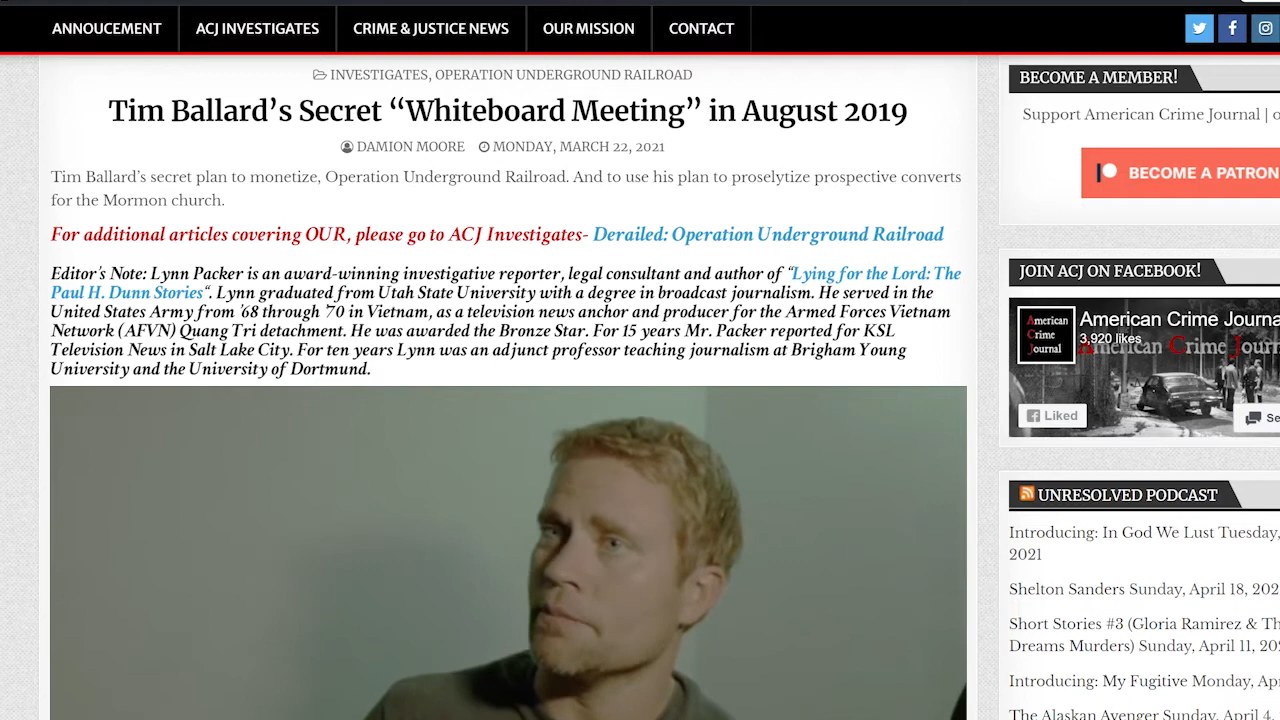 ANNOUCEMENT
ACJ INVESTIGATES
CRIME & JUSTICE NEWS
OUR MISSION
CONTACT
INVESTIGATES, OPERATION UNDERGROUND RAILROAD
Tim Ballard’s Secret “Whiteboard Meeting” in August 2019
DAMION MOORE MONDAY, MARCH 22, 2021
Tim Ballard’s secret plan to monetize, Operation Underground Railroad. And to use his plan to proselytize prospective converts
for the Mormon church.
For additional articles covering OUR, please go to ACJ Investigates- Derailed: Operation Underground Railroad
Editor’s Note: Lynn Packer is an award-winning investigative reporter, legal consultant and author of “Lying for the Lord: The
Paul H. Dunn Stories“. Lynn graduated from Utah State University with a degree in broadcast journalism. He served in the
United States Army from ’68 through ’70 in Vietnam, as a television news anchor and producer for the Armed Forces Vietnam
Network (AFVN) Quang Tri detachment. He was awarded the Bronze Star. For 15 years Mr. Packer reported for KSL
Television News in Salt Lake City. For ten years Lynn was an adjunct professor teaching journalism at Brigham Young
University and the University of Dortmund.
BECOME A MEMBER!
Support American Crime Journal |
BECOME A PATRON
JOIN ACJ ON FACEBOOK!
American
Crime
Journal
American Crime Journa
3,920 likes
American Crime Journ
Liked
Se
UNRESOLVED PODCAST
Introducing: In God We Lust Tuesday,
2021
Shelton Sanders Sunday, April 18, 202
Short Stories #3 (Gloria Ramirez & Th
Dreams Murders) Sunday, April 11, 202
Introducing: My Fugitive Monday, Ap
The Alaskan Avenger Sunday, April 4,